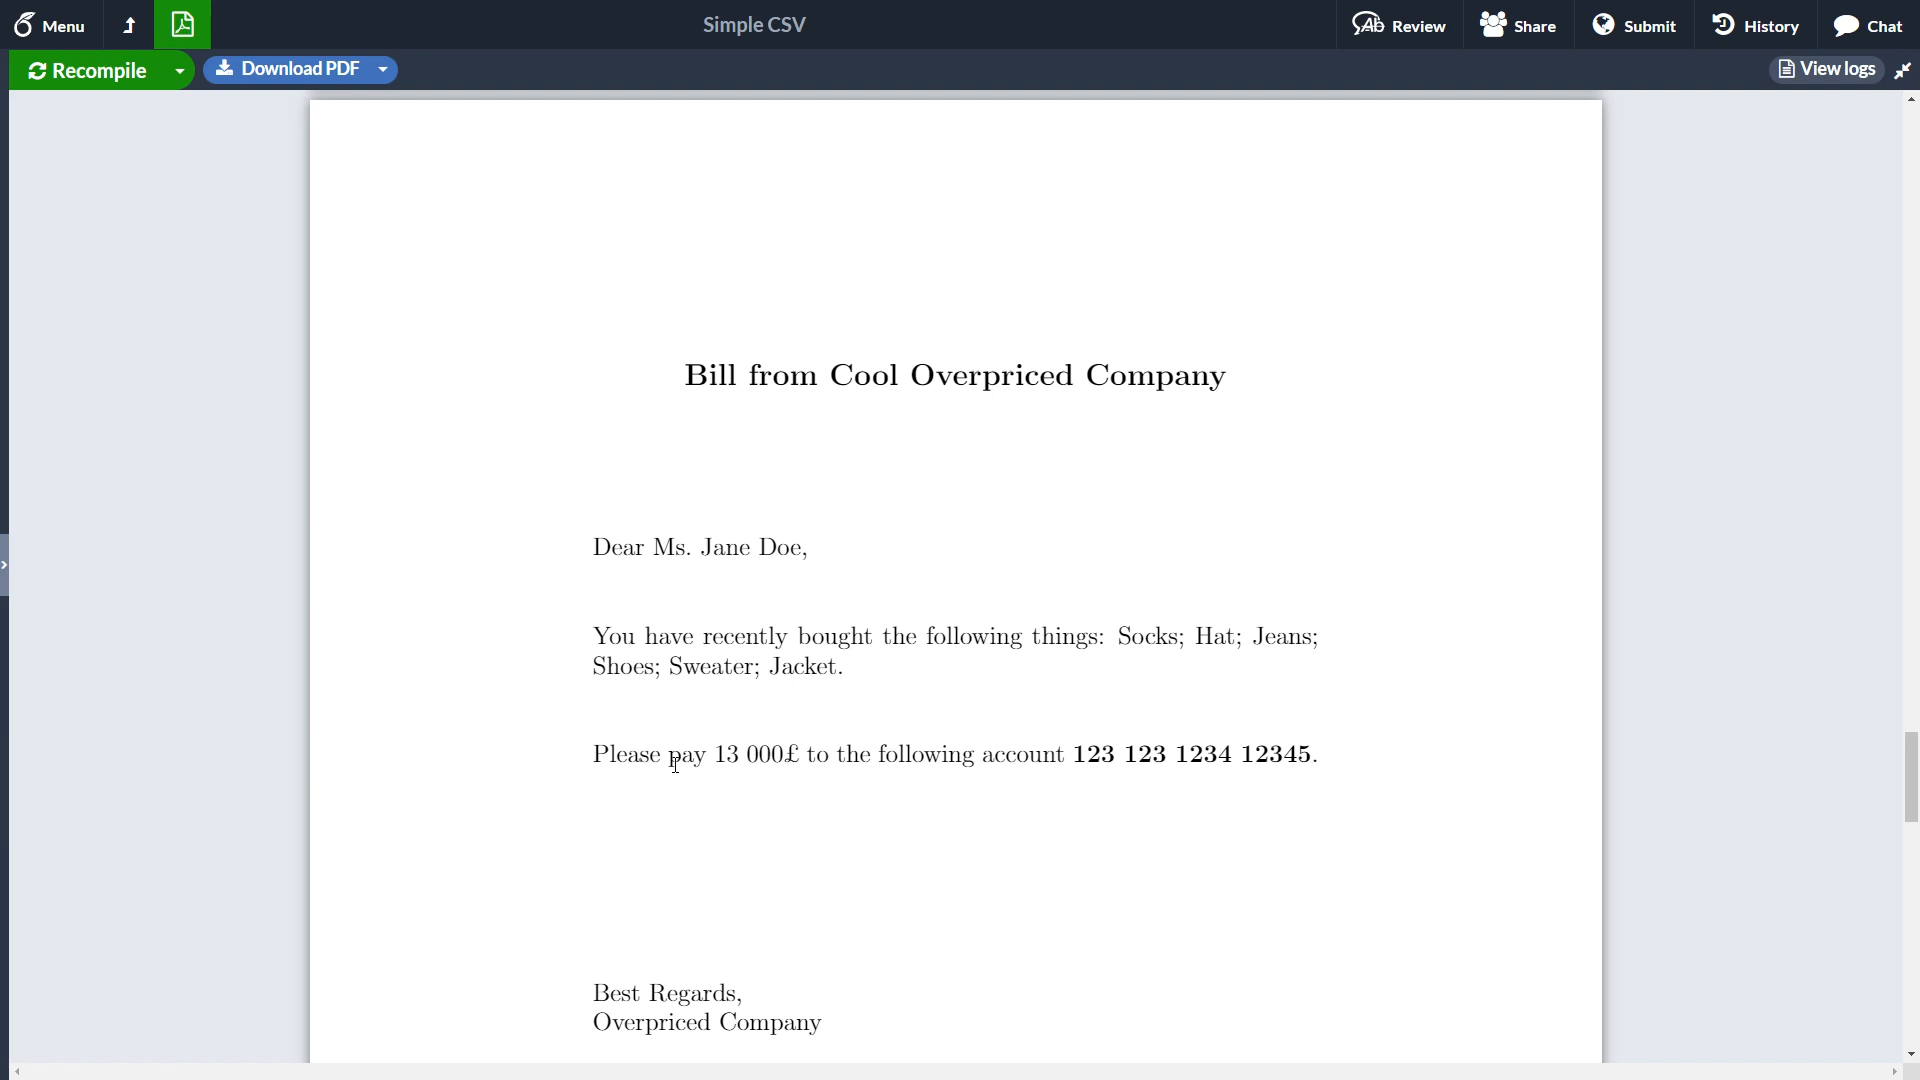 Menu
Simple CSV
Review
Share
Submit
History
Chat
Recompile
Download PDF
View logs
Bill from Cool Overpriced Company
Dear Ms. Jane Doe,
You have recently bought the following things: Socks; Hat; Jeans;
Shoes; Sweater; Jacket.
Please pay 13 000£ to the following account 123 123 1234 12345.
Best Regards,
Overpriced Company